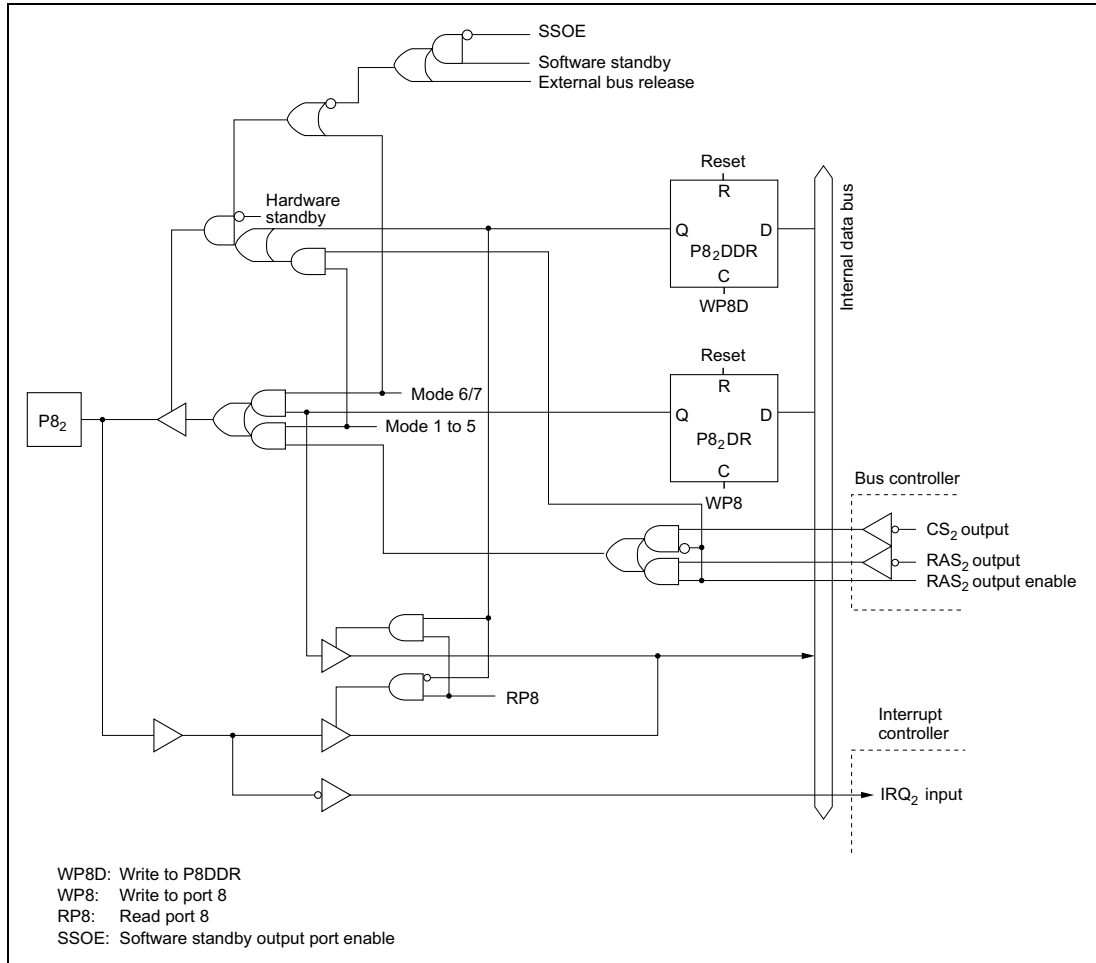 SSOE
Software standby
External bus release
Hardware
standby
Reset
R
Q
D
P8₂DDR
C
WP8D
Internal data bus
Reset
R
Mode 6/7
P8₂
Q
D
Mode 1 to 5
P8₂DR
C
WP8
Bus controller
CS₂ output
RAS₂ output
RAS₂ output enable
RP8
Interrupt
controller
IRQ₂ input
WP8D: Write to P8DDR
WP8: Write to port 8
RP8: Read port 8
SSOE: Software standby output port enable